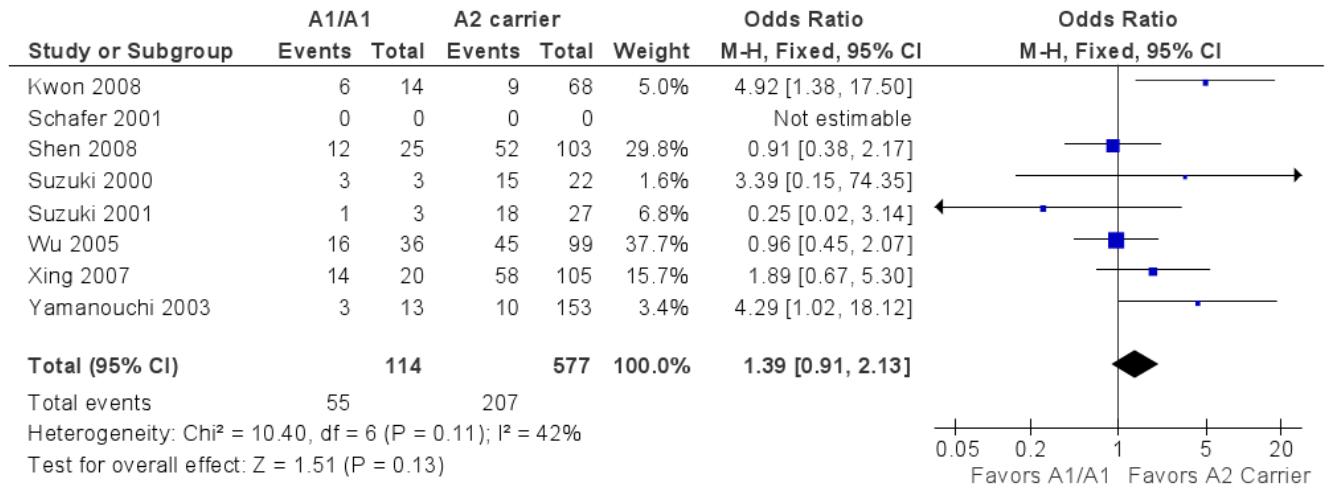 A1/A1 A2 carrier Odds Ratio Odds Ratio
Study or Subgroup Events Total Events Total Weight M-H, Fixed, 95% CI M-H, Fixed, 95% CI
Kwon 2008 6 14 9 68 5.0% 4.92 [1.38, 17.50]
Schafer 2001 0 0 0 0 Not estimable
Shen 2008 12 25 52 103 29.8% 0.91 [0.38, 2.17]
Suzuki 2000 3 3 15 22 1.6% 3.39 [0.15, 74.35]
Suzuki 2001 1 3 18 27 6.8% 0.25 [0.02, 3.14]
Wu 2005 16 36 45 99 37.7% 0.96 [0.45, 2.07]
Xing 2007 14 20 58 105 15.7% 1.89 [0.67, 5.30]
Yamanouchi 2003 3 13 10 153 3.4% 4.29 [1.02, 18.12]
Total (95% CI) 114 577 100.0% 1.39 [0.91, 2.13]
Total events 55 207
Heterogeneity: Chi² = 10.40, df = 6 (P = 0.11); I² = 42%
Test for overall effect: Z = 1.51 (P = 0.13)
0.05 0.2 1 5 20
Favors A1/A1 Favors A2 Carrier